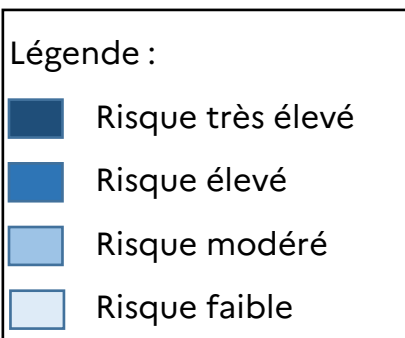 Légende :
Risque très élevé
Risque élevé
Risque modéré
Risque faible